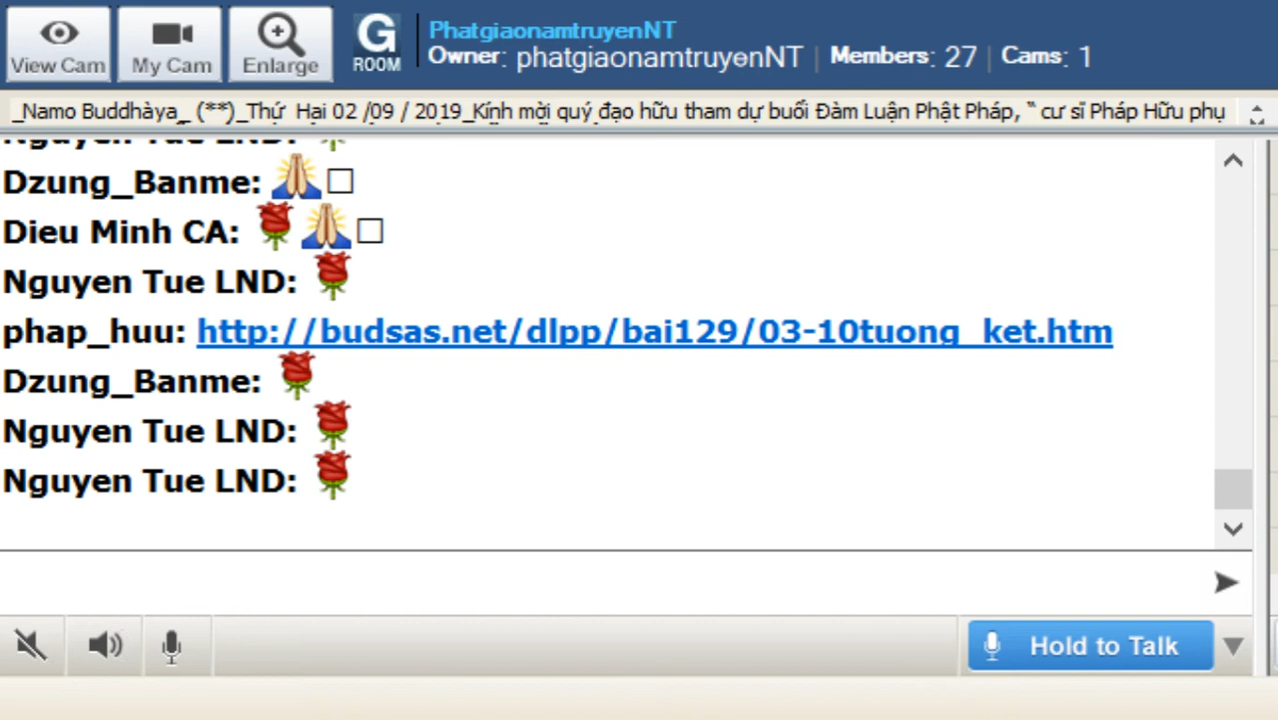 View Cam
My Cam
Enlarge
G
ROOM
PhatgiaonamtruyenNT
Owner: phatgiaonamtruyenNT | Members: 27 | Cams: 1
_Namo Buddhàya_ (**)_Thứ Hai 02 /09 / 2019_Kính mời quý đạo hữu tham dự buổi Đàm Luận Phật Pháp, “ cư sĩ Pháp Hữu phụ
Nguyen Tue LND:
Dzung_Banme:
Dieu Minh CA:
Nguyen Tue LND:
phap_huu: http://budsas.net/dlpp/bai129/03-10tuong_ket.htm
Dzung_Banme:
Nguyen Tue LND:
Nguyen Tue LND:
Hold to Talk